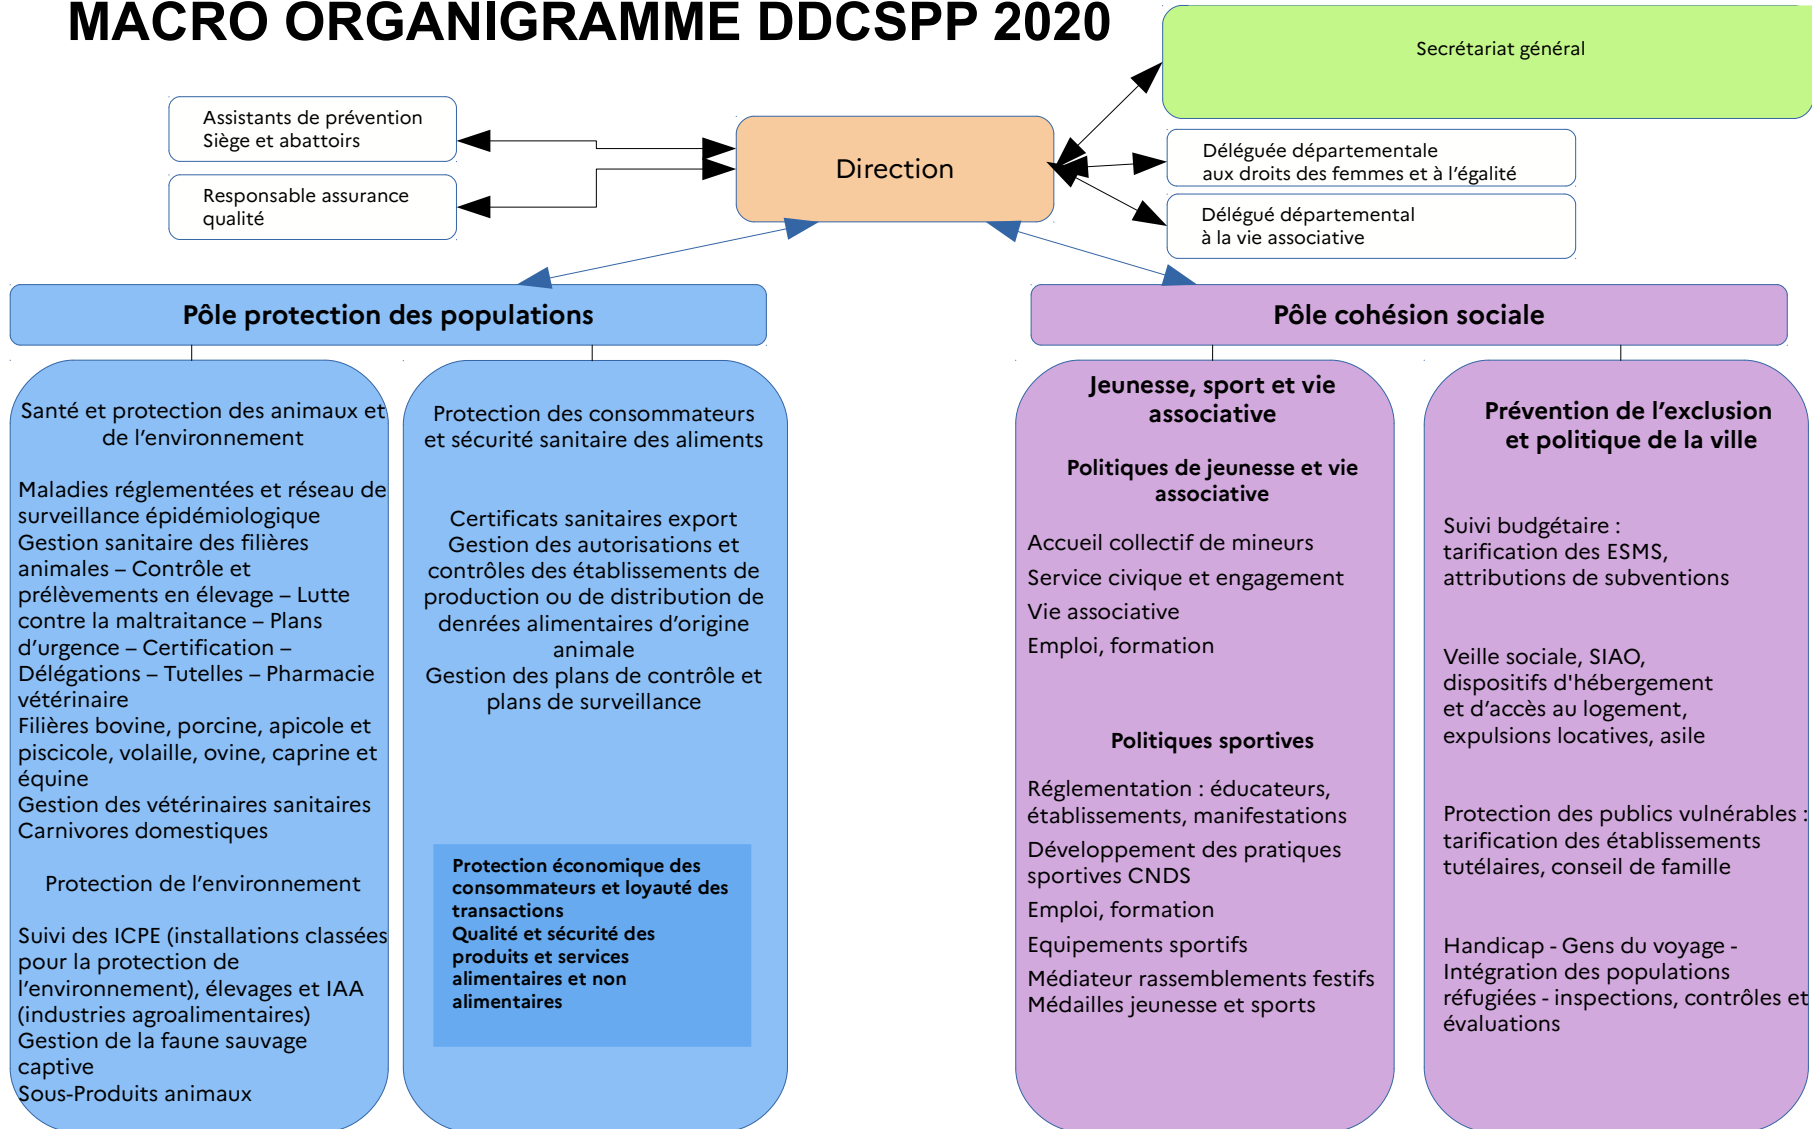 MACRO ORGANIGRAMME DDCSPP 2020
Secrétariat général
Assistants de prévention
Siège et abattoirs
Responsable assurance
qualité
Direction
Déléguée départementale
aux droits des femmes et à l’égalité
Délégué départemental
à la vie associative
Pôle protection des populations
Pôle cohésion sociale
Santé et protection des animaux et
de l’environnement
Maladies réglementées et réseau de
surveillance épidémiologique
Gestion sanitaire des filières
animales – Contrôle et
prélèvements en élevage – Lutte
contre la maltraitance – Plans
d’urgence – Certification –
Délégations – Tutelles – Pharmacie
vétérinaire
Filières bovine, porcine, apicole et
piscicole, volaille, ovine, caprine et
équine
Gestion des vétérinaires sanitaires
Carnivores domestiques
Protection de l’environnement
Suivi des ICPE (installations classées
pour la protection de
l’environnement), élevages et IAA
(industries agroalimentaires)
Gestion de la faune sauvage
captive
Sous-Produits animaux
Protection des consommateurs
et sécurité sanitaire des aliments
Certificats sanitaires export
Gestion des autorisations et
contrôles des établissements de
production ou de distribution de
denrées alimentaires d’origine
animale
Gestion des plans de contrôle et
plans de surveillance
Protection économique des
consommateurs et loyauté des
transactions
Qualité et sécurité des
produits et services
alimentaires et non
alimentaires
Jeunesse, sport et vie
associative
Politiques de jeunesse et vie
associative
Accueil collectif de mineurs
Service civique et engagement
Vie associative
Emploi, formation
Politiques sportives
Réglementation : éducateurs,
établissements, manifestations
Développement des pratiques
sportives CNDS
Emploi, formation
Equipements sportifs
Médiateur rassemblements festifs
Médailles jeunesse et sports
Prévention de l’exclusion
et politique de la ville
Suivi budgétaire :
tarification des ESMS,
attributions de subventions
Veille sociale, SIAO,
dispositifs d'hébergement
et d’accès au logement,
expulsions locatives, asile
Protection des publics vulnérables :
tarification des établissements
tutélaires, conseil de famille
Handicap - Gens du voyage -
Intégration des populations
réfugiées - inspections, contrôles et
évaluations